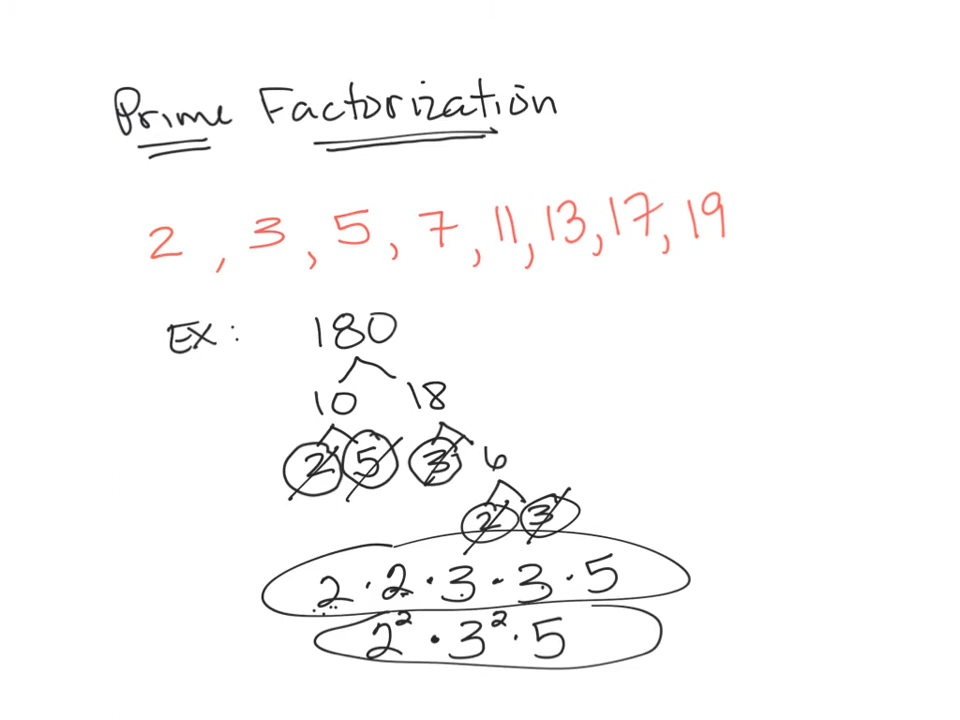 Prime Factorization
2, 3, 5, 7, 11, 13, 17, 19
EX: 180
10 18
2 5 3 6
2 3
2 · 2 · 3 · 3 · 5
2² · 3² · 5